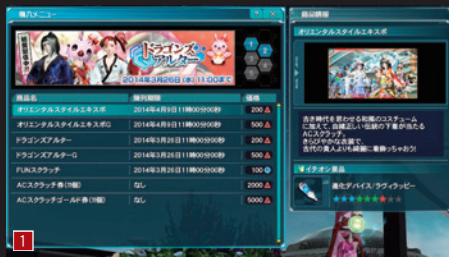 購入メニュー
ドラゴンズアルター
2014年3月26日(水)11:00まで
商品名 陳列期限 価格
オリエンタルスタイルエキスポ 2014年4月9日11時00分00秒 200
オリエンタルスタイルエキスポG 2014年4月9日11時00分00秒 500
ドラゴンズアルター 2014年3月26日11時00分00秒 200
ドラゴンズアルターG 2014年3月26日11時00分00秒 500
FUNスクラッチ 2014年3月26日11時00分00秒 100
ACスクラッチ券(11個) なし 2000
ACスクラッチゴールド券(11個) なし 5000
商品情報
オリエンタルスタイルエキスポ
古き時代を思わせる和風のコスチューム
に加えて、由緒正しい伝統の下着が当たる
ACスクラッチ。
きらびやかな衣装で、
古代の貴人よりも綺麗に着飾っちゃおう!
イチオシ景品
進化デバイス/ラヴィラッピー
1